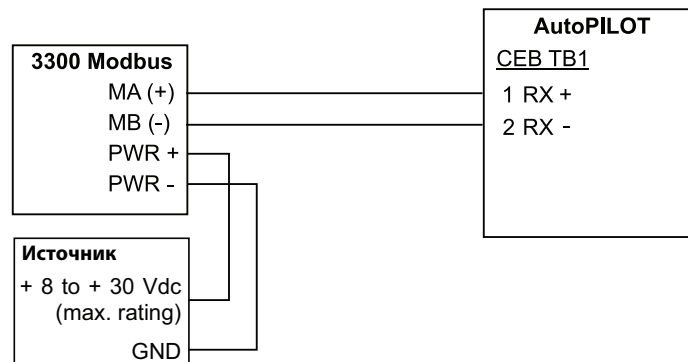 3300 Modbus
MA (+)
MB (-)
PWR +
PWR -
AutoPILOT
CEB TB1
1 RX +
2 RX -
Источник
+ 8 to + 30 Vdc
(max. rating)
GND